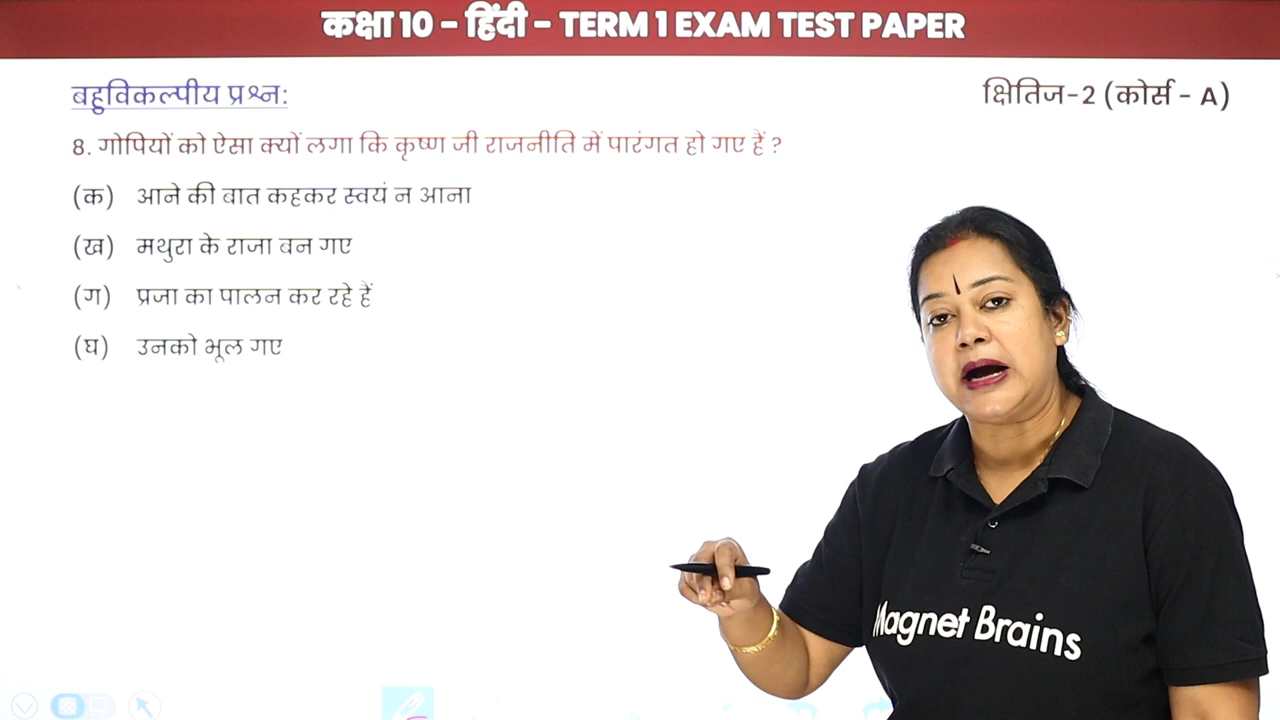 कक्षा 10 – हिंदी – TERM 1 EXAM TEST PAPER
बहुविकल्पीय प्रश्न:
क्षितिज-2 (कोर्स - A)
8. गोपियों को ऐसा क्यों लगा कि कृष्ण जी राजनीति में पारंगत हो गए हैं ?
(क) आने की बात कहकर स्वयं न आना
(ख) मथुरा के राजा बन गए
(ग) प्रजा का पालन कर रहे हैं
(घ) उनको भूल गए
Magnet Brains